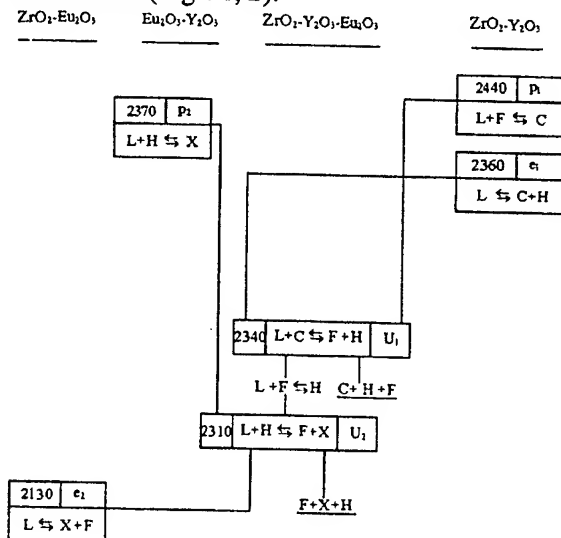 ZrO₂-Eu₂O₃ Eu₂O₃-Y₂O₃ ZrO₂-Y₂O₃-Eu₂O₃ ZrO₂-Y₂O₃
2440 p₁
L+F ⇆ C
2370 p₂
L+H ⇆ X
2360 e₁
L ⇆ C+H
2340 L+C ⇆ F+H U₁
L+F ⇆ H C+H+F
2310 L+H ⇆ F+X U₂
2130 e₂
L ⇆ X+F
F+X+H